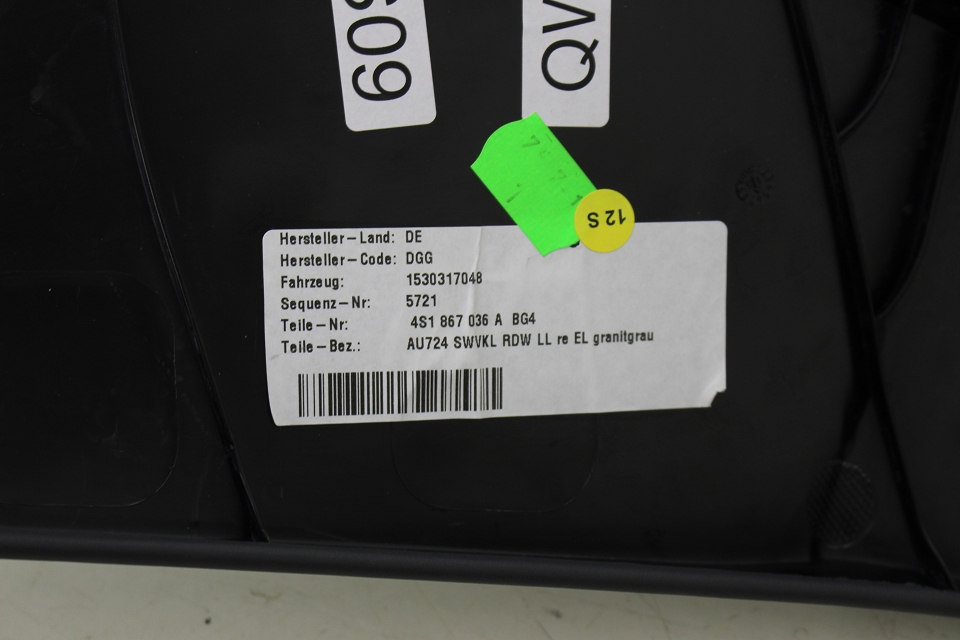 60S
QV
12 S
Hersteller-Land: DE
Hersteller-Code: DGG
Fahrzeug: 1530317048
Sequenz-Nr: 5721
Teile-Nr: 4S1 867 036 A BG4
Teile-Bez.: AU724 SWVKL RDW LL re EL granitgrau